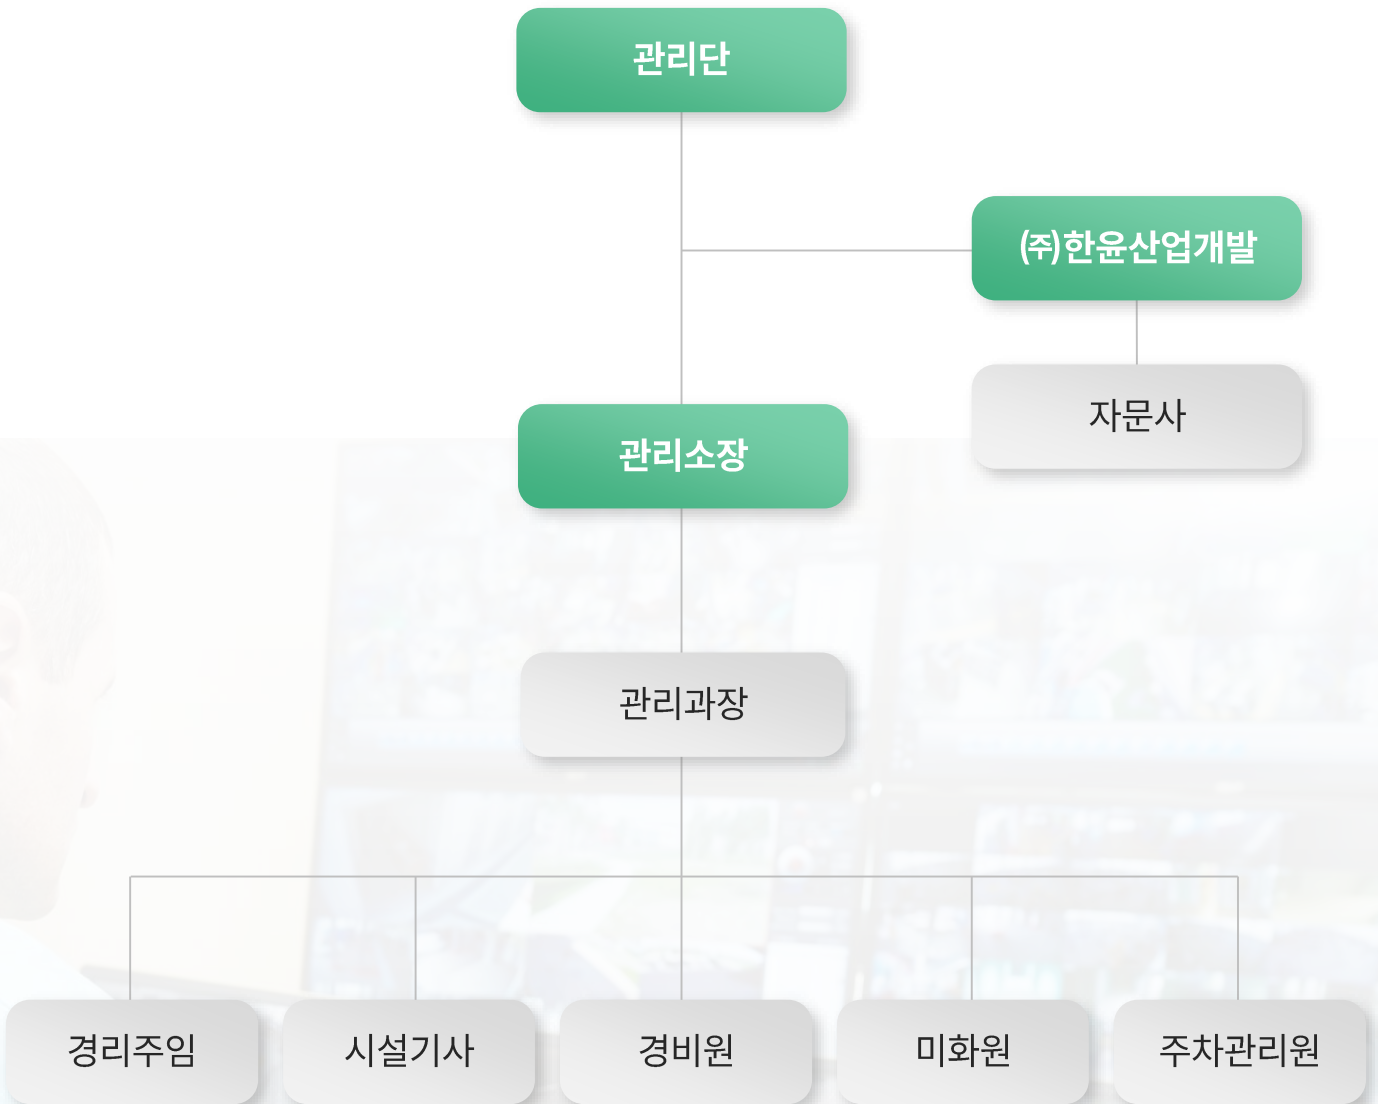 관리단
㈜한윤산업개발
자문사
관리소장
관리과장
경리주임
시설기사
경비원
미화원
주차관리원